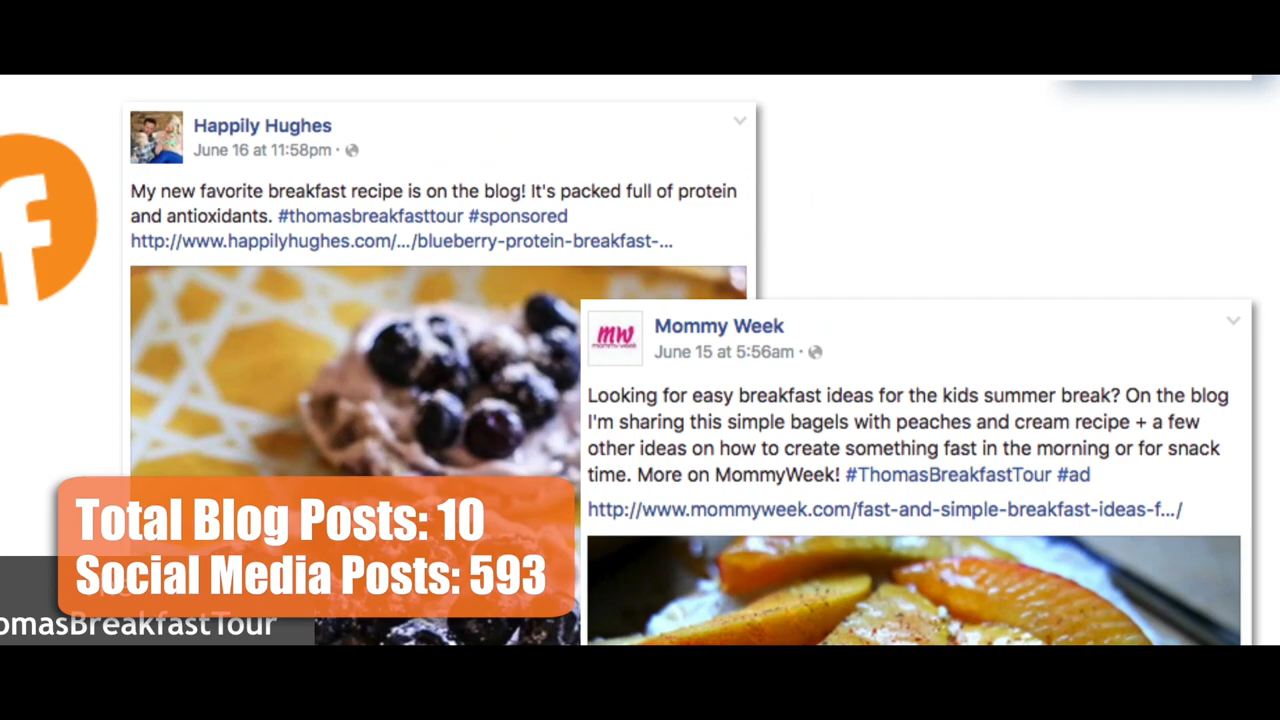 Happily Hughes
June 16 at 11:58pm ·
My new favorite breakfast recipe is on the blog! It's packed full of protein
and antioxidants. #thomasbreakfasttour #sponsored
http://www.happilyhughes.com/.../blueberry-protein-breakfast-...
mw
mommy week
Mommy Week
June 15 at 5:56am ·
Looking for easy breakfast ideas for the kids summer break? On the blog
I'm sharing this simple bagels with peaches and cream recipe + a few
other ideas on how to create something fast in the morning or for snack
time. More on MommyWeek! #ThomasBreakfastTour #ad
http://www.mommyweek.com/fast-and-simple-breakfast-ideas-f.../
Total Blog Posts: 10
Social Media Posts: 593
omasBreakfastTour